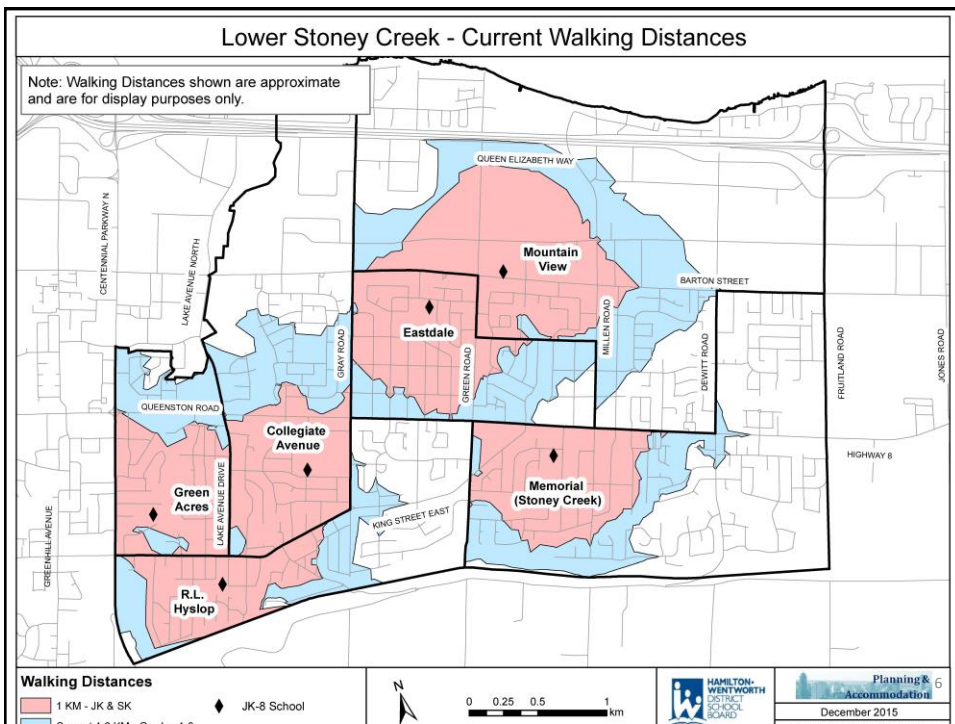 Lower Stoney Creek - Current Walking Distances
Note: Walking Distances shown are approximate
and are for display purposes only.
QUEEN ELIZABETH WAY
CENTENNIAL PARKWAY N
LAKE AVENUE NORTH
Mountain
View
BARTON STREET
Eastdale
GRAY ROAD
GREEN ROAD
MILLEN ROAD
DEWITT ROAD
FRUITLAND ROAD
JONES ROAD
QUEENSTON ROAD
Collegiate
Avenue
HIGHWAY 8
Green
Acres
LAKE AVENUE DRIVE
Memorial
(Stoney Creek)
KING STREET EAST
GREENHILL AVENUE
R.L.
Hyslop
Walking Distances
1 KM - JK & SK
JK-8 School
N
0 0.25 0.5 1
km
HAMILTON-
WENTWORTH
DISTRICT
SCHOOL
BOARD
Planning &
Accommodation
6
December 2015